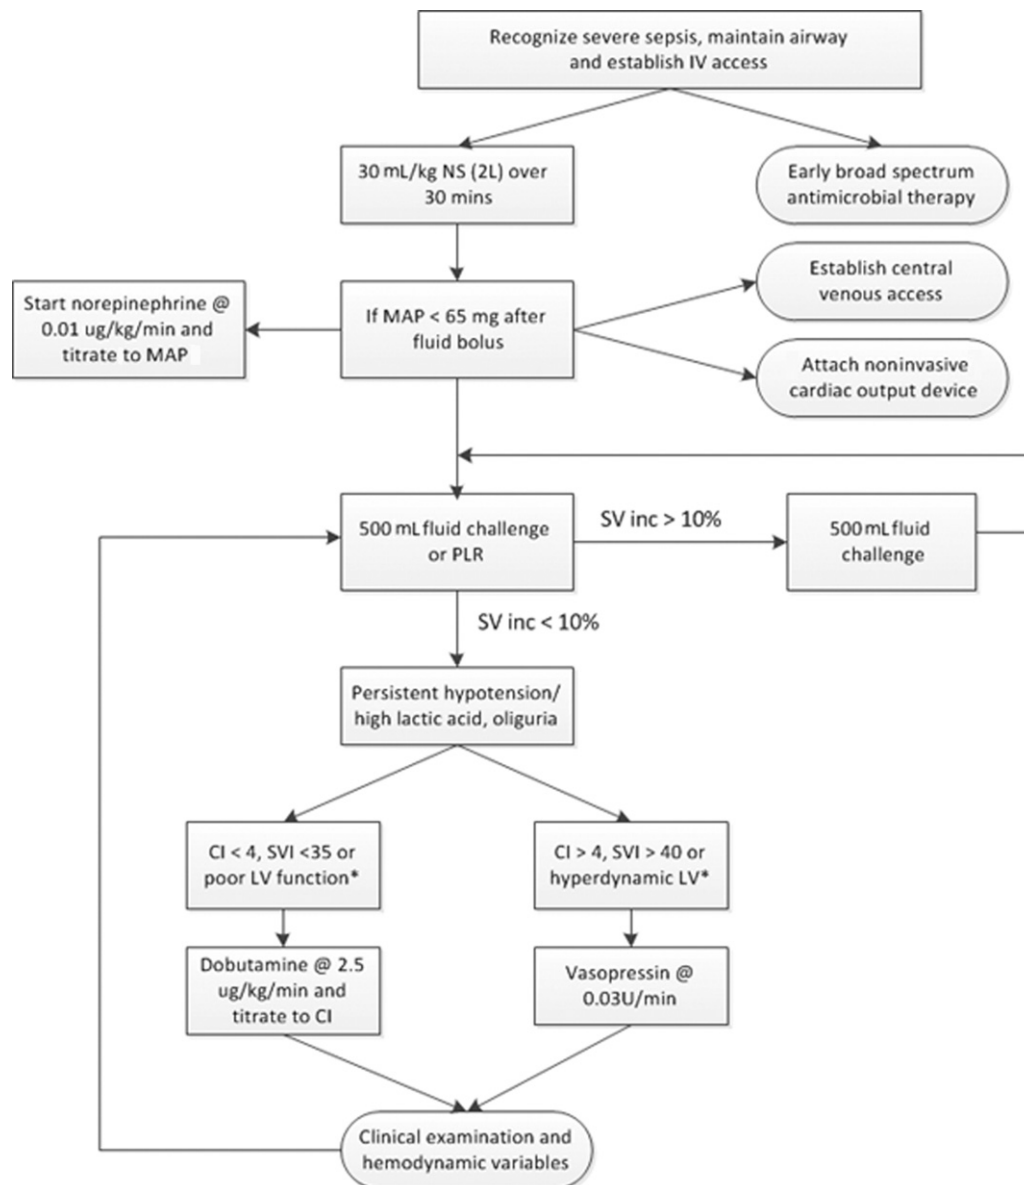 Recognize severe sepsis, maintain airway
and establish IV access
30 mL/kg NS (2L) over
30 mins
Early broad spectrum
antimicrobial therapy
Establish central
venous access
Start norepinephrine @
0.01 ug/kg/min and
titrate to MAP
If MAP < 65 mg after
fluid bolus
Attach noninvasive
cardiac output device
500 mL fluid challenge
or PLR
SV inc > 10%
500 mL fluid
challenge
SV inc < 10%
Persistent hypotension/
high lactic acid, oliguria
CI < 4, SVI <35 or
poor LV function*
CI > 4, SVI > 40 or
hyperdynamic LV*
Dobutamine @ 2.5
ug/kg/min and
titrate to CI
Vasopressin @
0.03U/min
Clinical examination and
hemodynamic variables